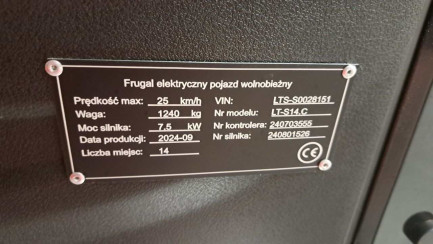 Frugal elektryczny pojazd wolnobieżny
Prędkość max: 25 km/h VIN: LTS-S0028151
Waga: 1240 kg Nr modelu: LT-S14.C
Moc silnika: 7.5 kW Nr kontrolera: 240703555
Data produkcji: 2024-09 Nr silnika: 240801526
Liczba miejsc: 14 CE